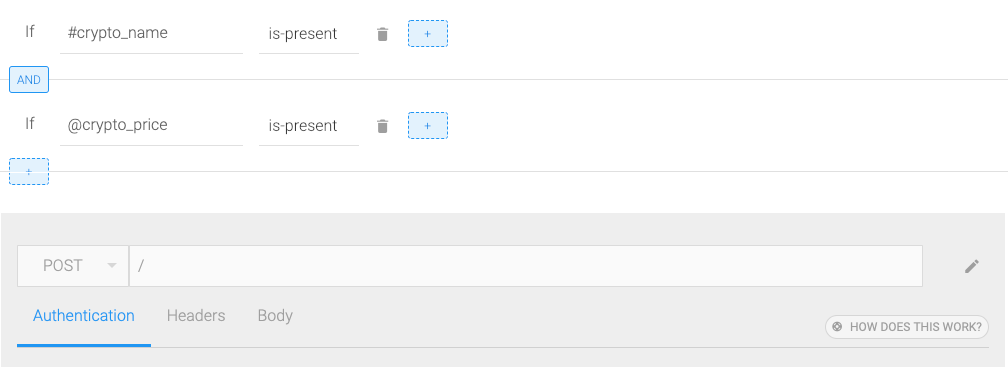 If #crypto_name is-present +
AND
If @crypto_price is-present +
+
POST /
Authentication Headers Body
HOW DOES THIS WORK?